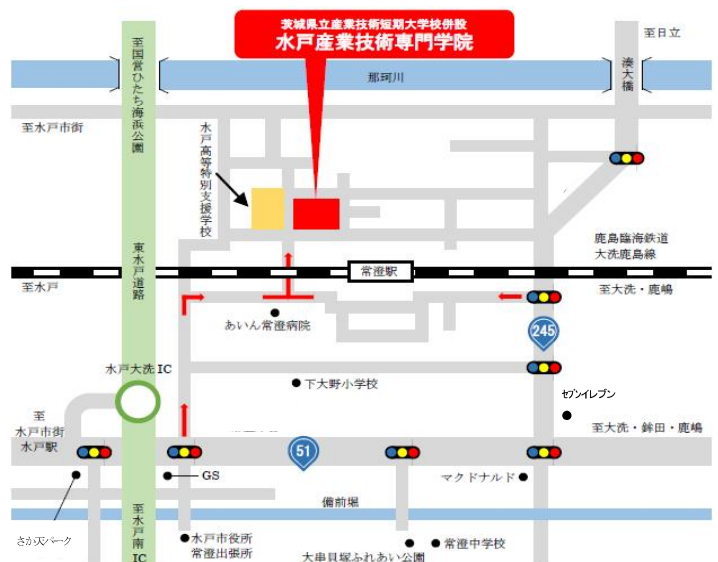 茨城県立産業技術短期大学校併設
水戸産業技術専門学院
至日立
至国営ひたち海浜公園
那珂川
湊大橋
至水戸市街
水戸高等特別支援学校
東水戸道路
鹿島臨海鉄道
大洗鹿島線
常澄駅
至水戸
至大洗・鹿嶋
あいん常澄病院
245
水戸大洗IC
下大野小学校
セブンイレブン
至
水戸市街
水戸駅
至大洗・鉾田・鹿嶋
51
GS
マクドナルド
備前堀
至水戸南IC
さか天パーク
水戸市役所
常澄出張所
常澄中学校
大串貝塚ふれあい公園